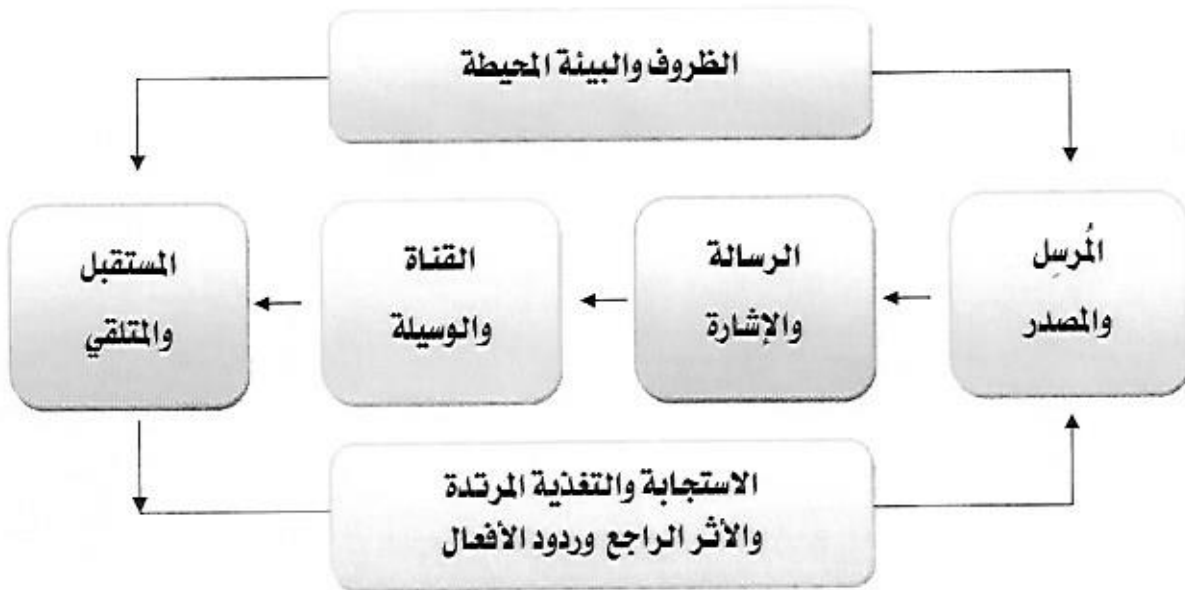 الظروف والبيئة المحيطة
المُرسِل
والمصدر
الرسالة
والإشارة
القناة
والوسيلة
المستقبل
والمتلقي
الاستجابة والتغذية المرتدة
والأثر الراجع وردود الأفعال